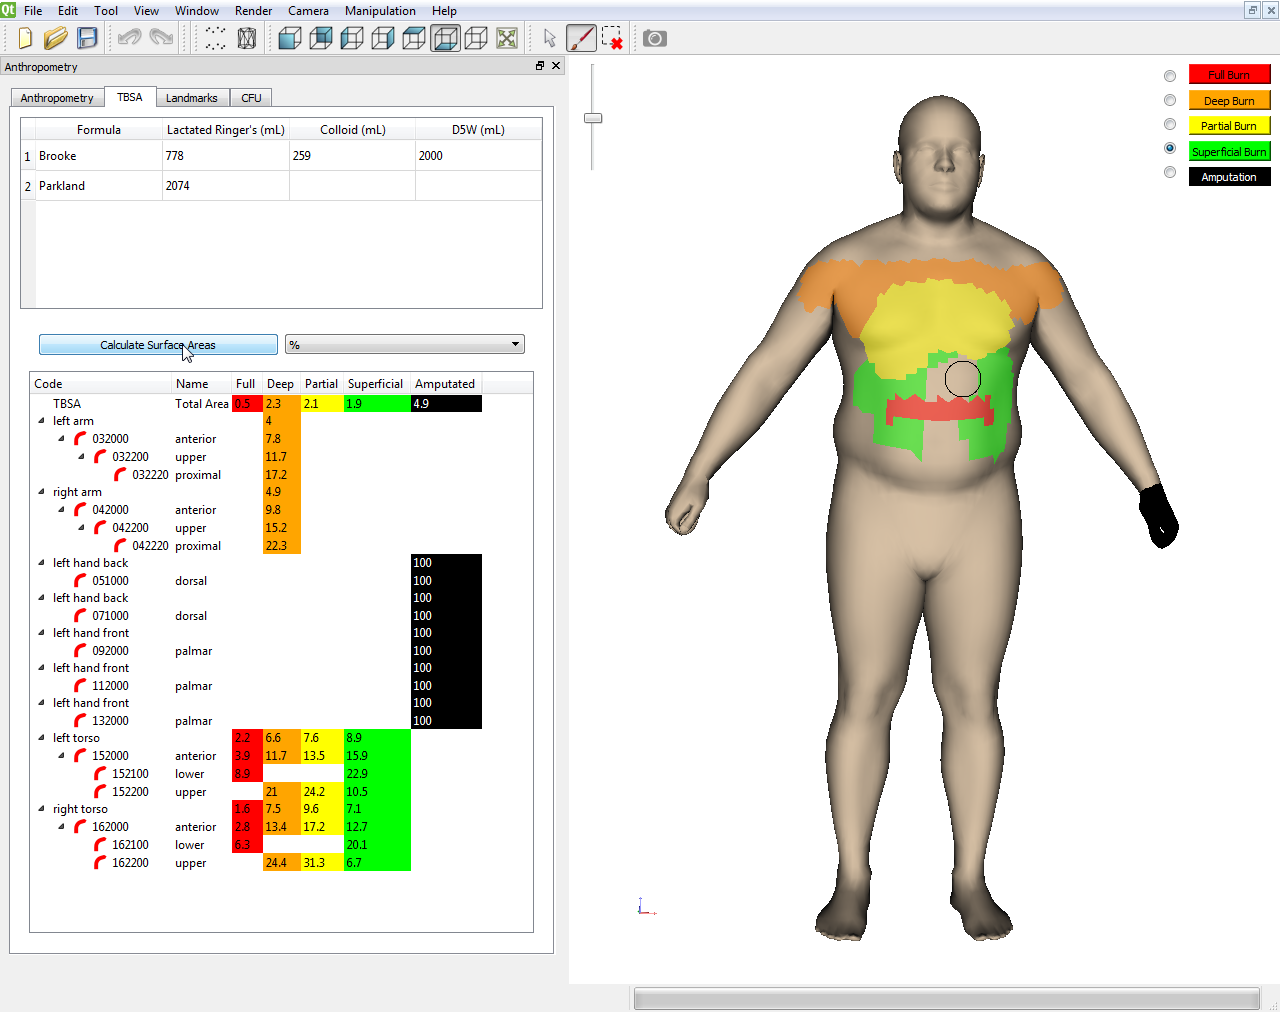 Qt File Edit Tool View Window Render Camera Manipulation Help
Anthropometry
Anthropometry TBSA Landmarks CFU
Formula Lactated Ringer's (mL) Colloid (mL) D5W (mL)
1 Brooke 778 259 2000
2 Parkland 2074
Calculate Surface Areas %
Code Name Full Deep Partial Superficial Amputated
TBSA Total Area 0.5 2.3 2.1 1.9 4.9
left arm 4
032000 anterior 7.8
032200 upper 11.7
032220 proximal 17.2
right arm 4.9
042000 anterior 9.8
042200 upper 15.2
042220 proximal 22.3
left hand back 100
051000 dorsal 100
left hand back 100
071000 dorsal 100
left hand front 100
092000 palmar 100
left hand front 100
112000 palmar 100
left hand front 100
132000 palmar 100
left torso 2.2 6.6 7.6 8.9
152000 anterior 3.9 11.7 13.5 15.9
152100 lower 8.9 22.9
152200 upper 21 24.2 10.5
right torso 1.6 7.5 9.6 7.1
162000 anterior 2.8 13.4 17.2 12.7
162100 lower 6.3 20.1
162200 upper 24.4 31.3 6.7
Full Burn
Deep Burn
Partial Burn
Superficial Burn
Amputation